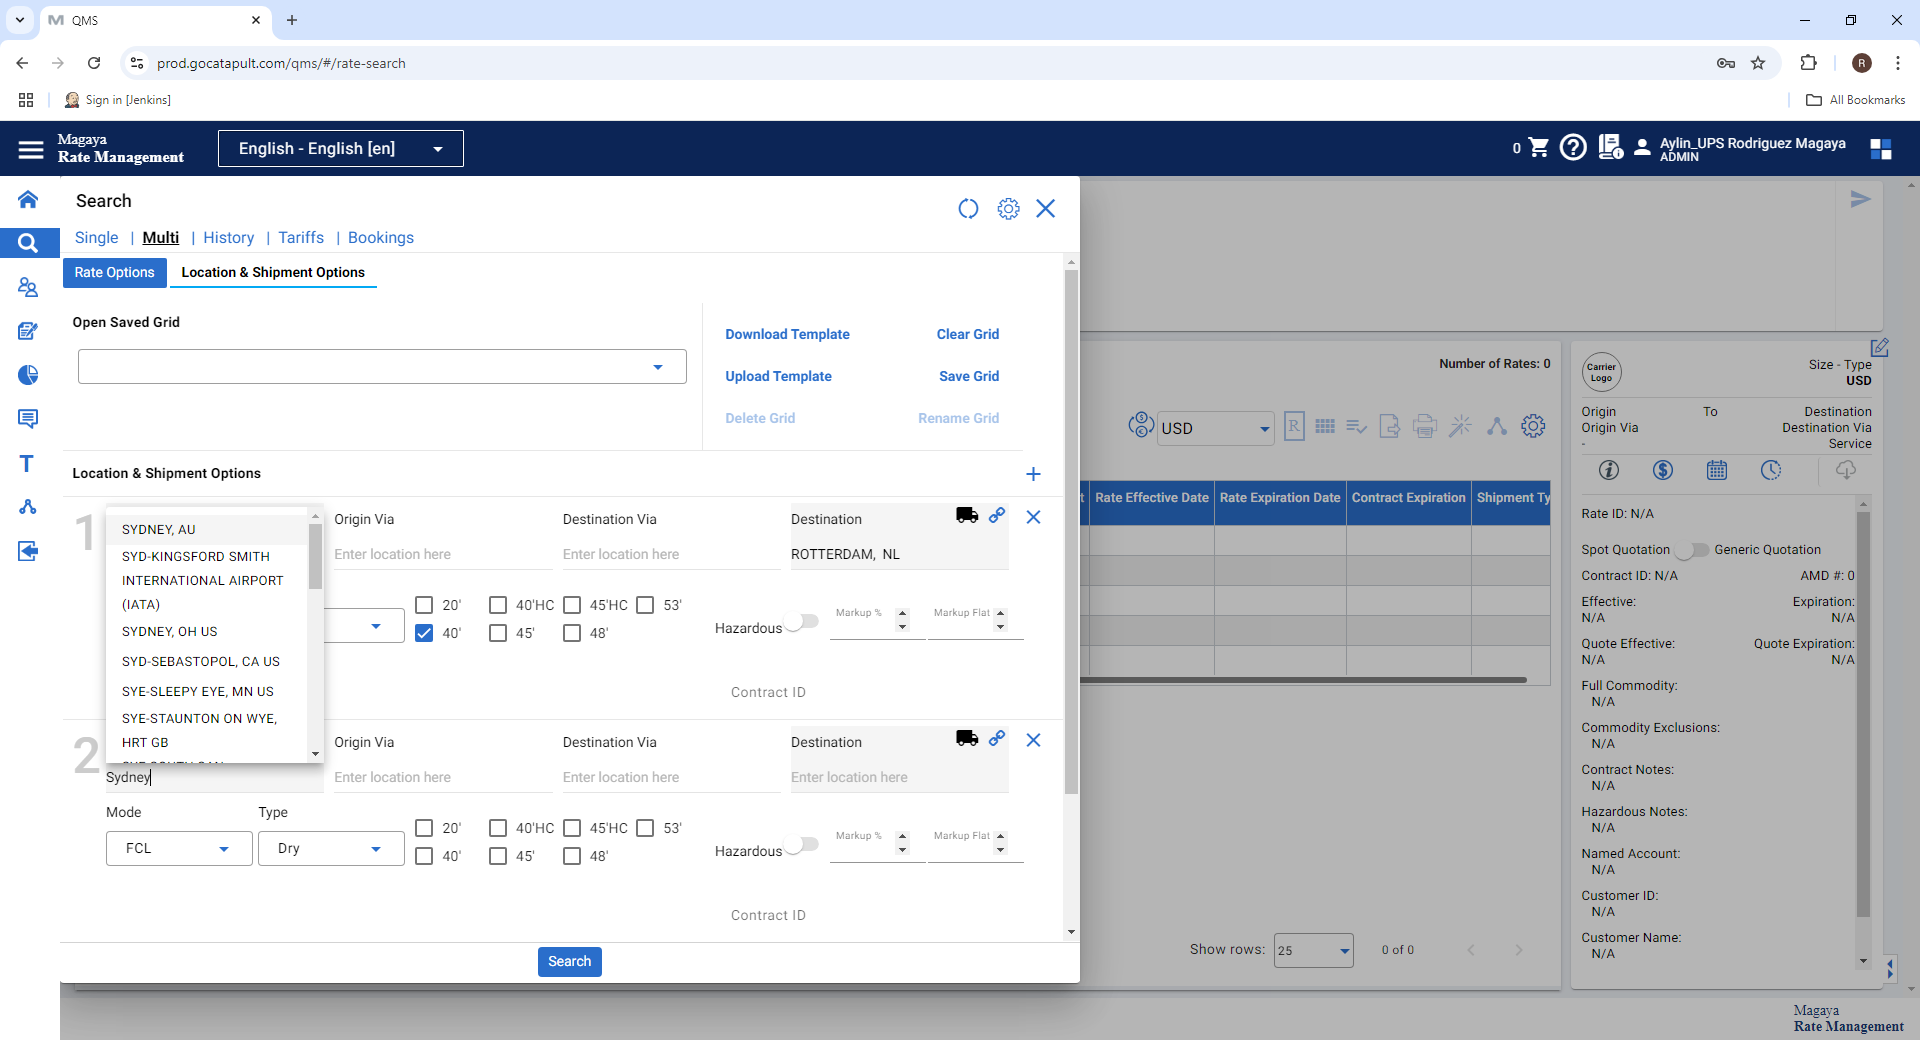 QMS
prod.gocatapult.com/qms/#/rate-search
R
Sign in [Jenkins]
All Bookmarks
Magaya
Rate Management
English - English [en]
0
Aylin_UPS Rodriguez Magaya
ADMIN
Search
Single | Multi | History | Tariffs | Bookings
Rate Options
Location & Shipment Options
Open Saved Grid
Download Template
Clear Grid
Upload Template
Save Grid
Delete Grid
Rename Grid
Location & Shipment Options
1
SYDNEY, AU
SYD-KINGSFORD SMITH
INTERNATIONAL AIRPORT
(IATA)
SYDNEY, OH US
SYD-SEBASTOPOL, CA US
SYE-SLEEPY EYE, MN US
SYE-STAUNTON ON WYE,
HRT GB
Origin Via
Enter location here
Destination Via
Enter location here
Destination
ROTTERDAM, NL
20'
40'HC
45'HC
53'
40'
45'
48'
Hazardous
Markup %
Markup Flat
Contract ID
2
Sydney
Origin Via
Enter location here
Destination Via
Enter location here
Destination
Enter location here
Mode
FCL
Type
Dry
20'
40'HC
45'HC
53'
40'
45'
48'
Hazardous
Markup %
Markup Flat
Contract ID
Search
Number of Rates: 0
USD
R
t
Rate Effective Date
Rate Expiration Date
Contract Expiration
Shipment Ty
Show rows:
25
0 of 0
Carrier
Logo
Size - Type
USD
Origin
To
Destination
Origin Via
Destination Via
-
Service
Rate ID: N/A
Spot Quotation
Generic Quotation
Contract ID: N/A
AMD #: 0
Effective:
Expiration:
N/A
N/A
Quote Effective:
Quote Expiration:
N/A
N/A
Full Commodity:
N/A
Commodity Exclusions:
N/A
Contract Notes:
N/A
Hazardous Notes:
N/A
Named Account:
N/A
Customer ID:
N/A
Customer Name:
N/A
Magaya
Rate Management